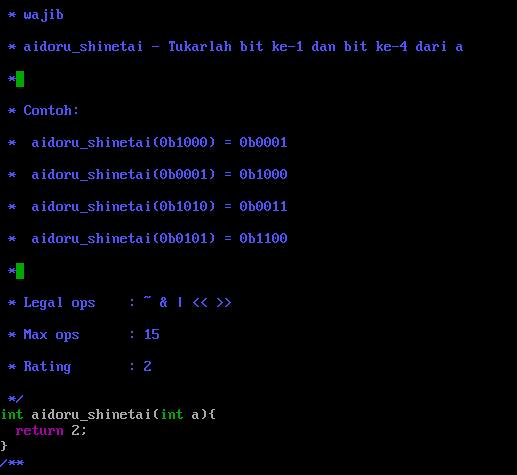 * wajib
* aidoru_shinetai - Tukarlah bit ke-1 dan bit ke-4 dari a
*
* Contoh:
*  aidoru_shinetai(0b1000) = 0b0001
*  aidoru_shinetai(0b0001) = 0b1000
*  aidoru_shinetai(0b1010) = 0b0011
*  aidoru_shinetai(0b0101) = 0b1100
*
* Legal ops    : ~ & | << >>
* Max ops      : 15
* Rating       : 2
*/
int aidoru_shinetai(int a){
  return 2;
}
/**